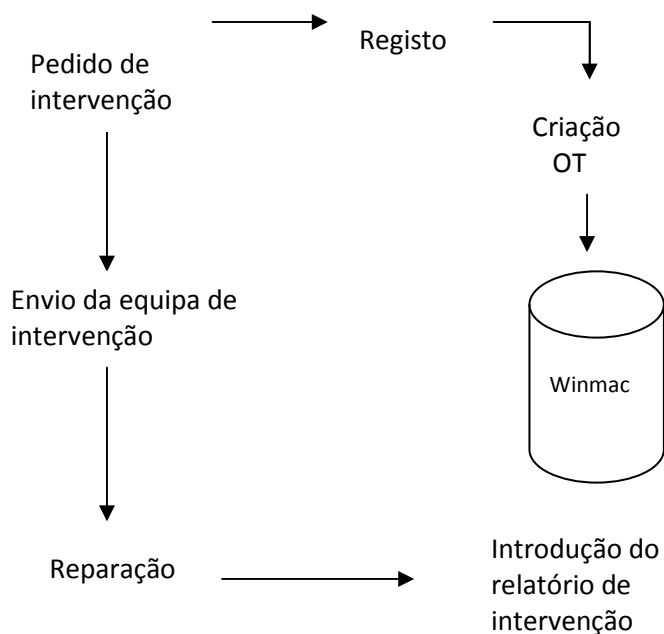 Registo
Pedido de
intervenção
Criação
OT
Envio da equipa de
intervenção
Winmac
Reparação
Introdução do
relatório de
intervenção